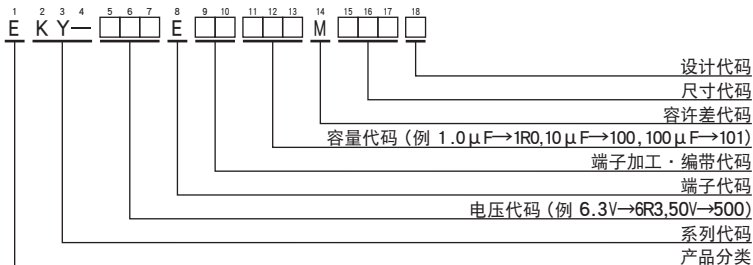 1 2 3 4 5 6 7 8 9 10 11 12 13 14 15 16 17 18
E K Y— □□□ E □□ □□□ M □□□ □
设计代码
尺寸代码
容许差代码
容量代码（例 1.0μF→1R0,10μF→100,100μF→101）
端子加工・编带代码
端子代码
电压代码（例 6.3V→6R3,50V→500）
系列代码
产品分类